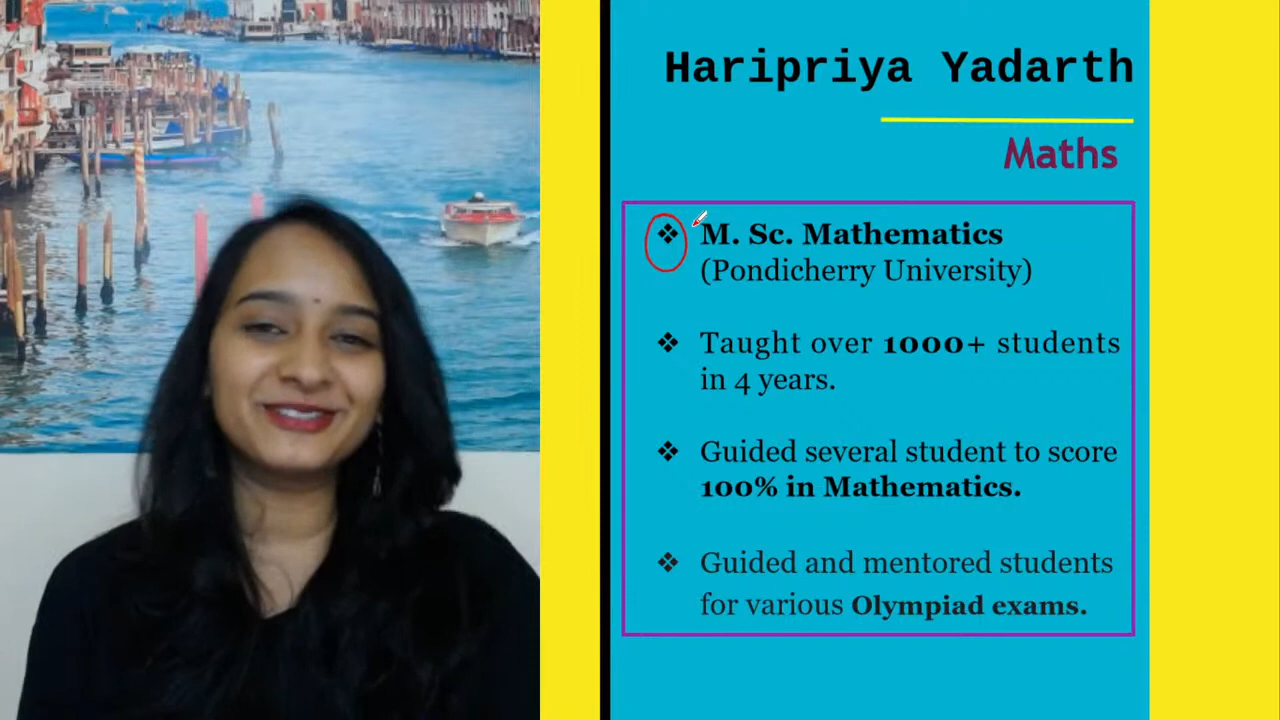 Haripriya Yadarth
Maths
❖ M. Sc. Mathematics
(Pondicherry University)
❖ Taught over 1000+ students
in 4 years.
❖ Guided several student to score
100% in Mathematics.
❖ Guided and mentored students
for various Olympiad exams.